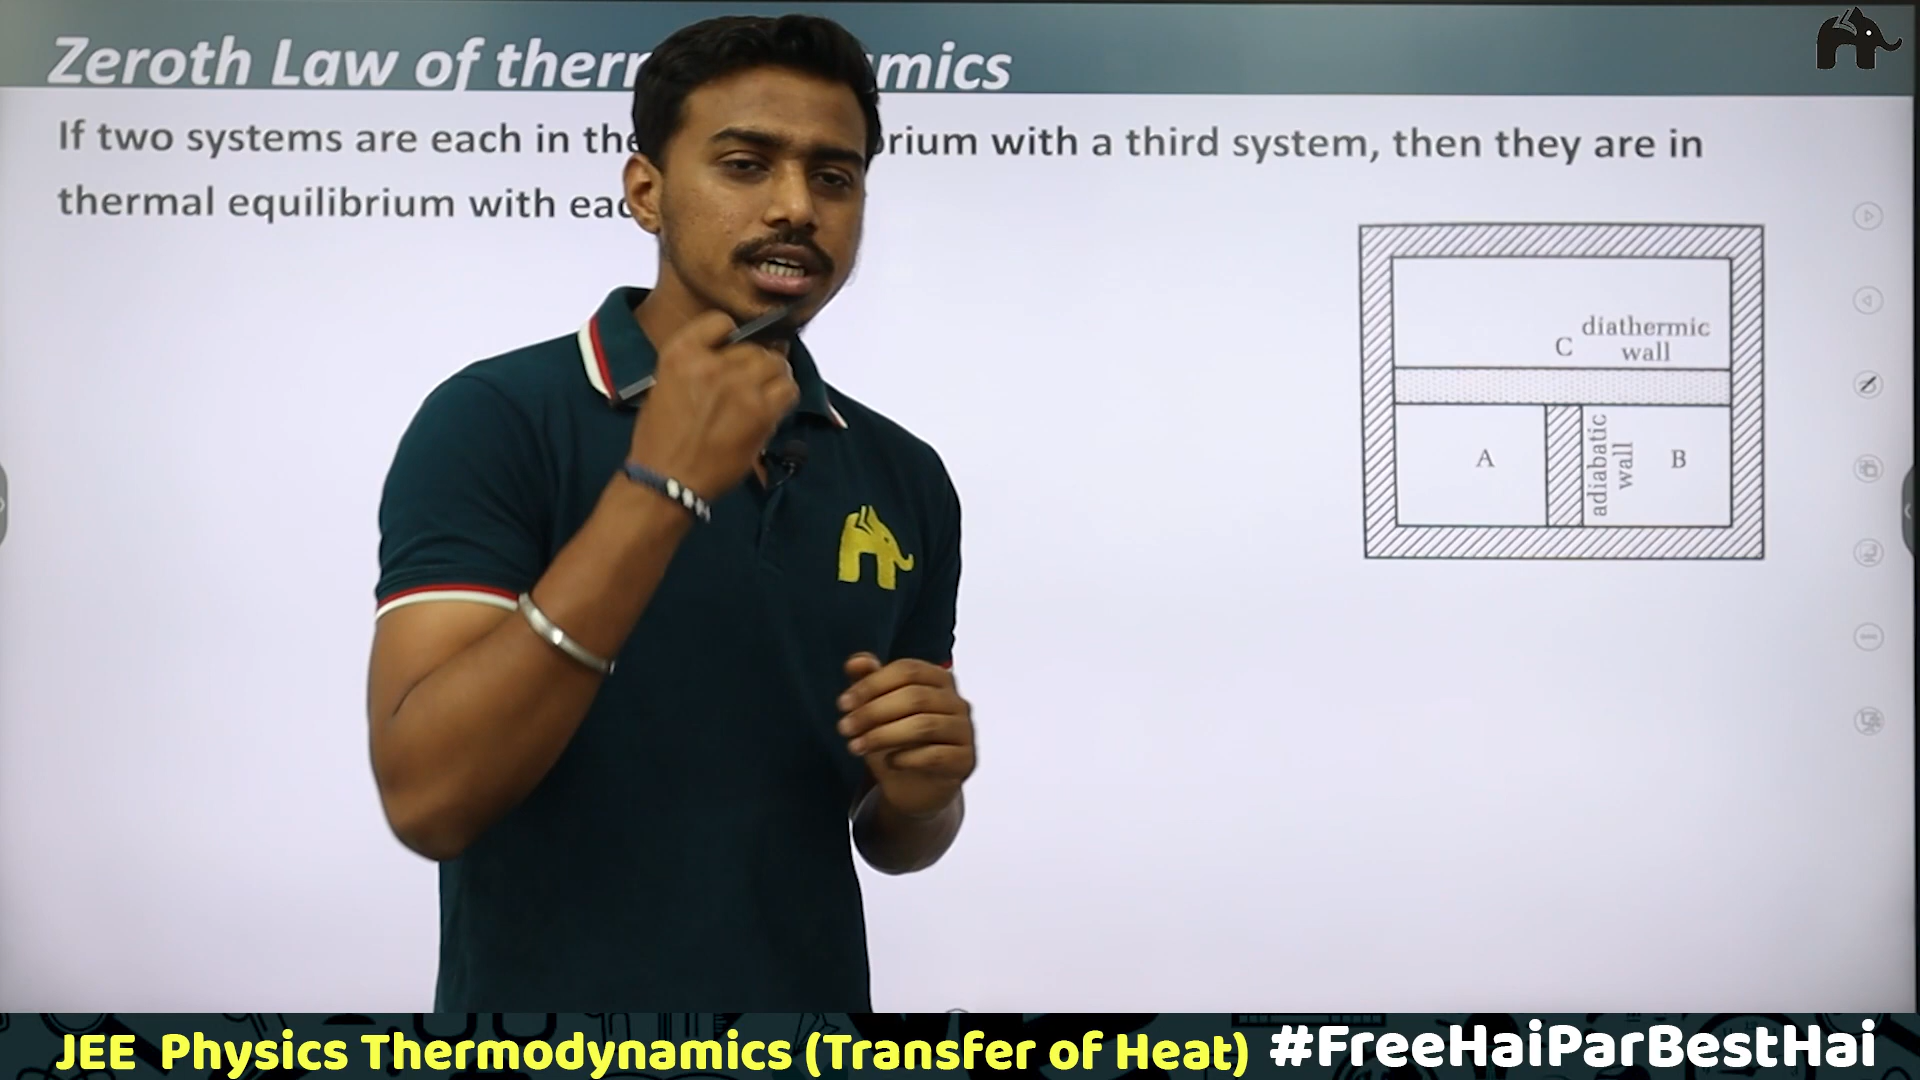 Zeroth Law of ther mics
If two systems are each in the brium with a third system, then they are in
thermal equilibrium with eac
diathermic
C wall
A
adiabatic
wall
B
JEE Physics Thermodynamics (Transfer of Heat) #FreeHaiParBestHai